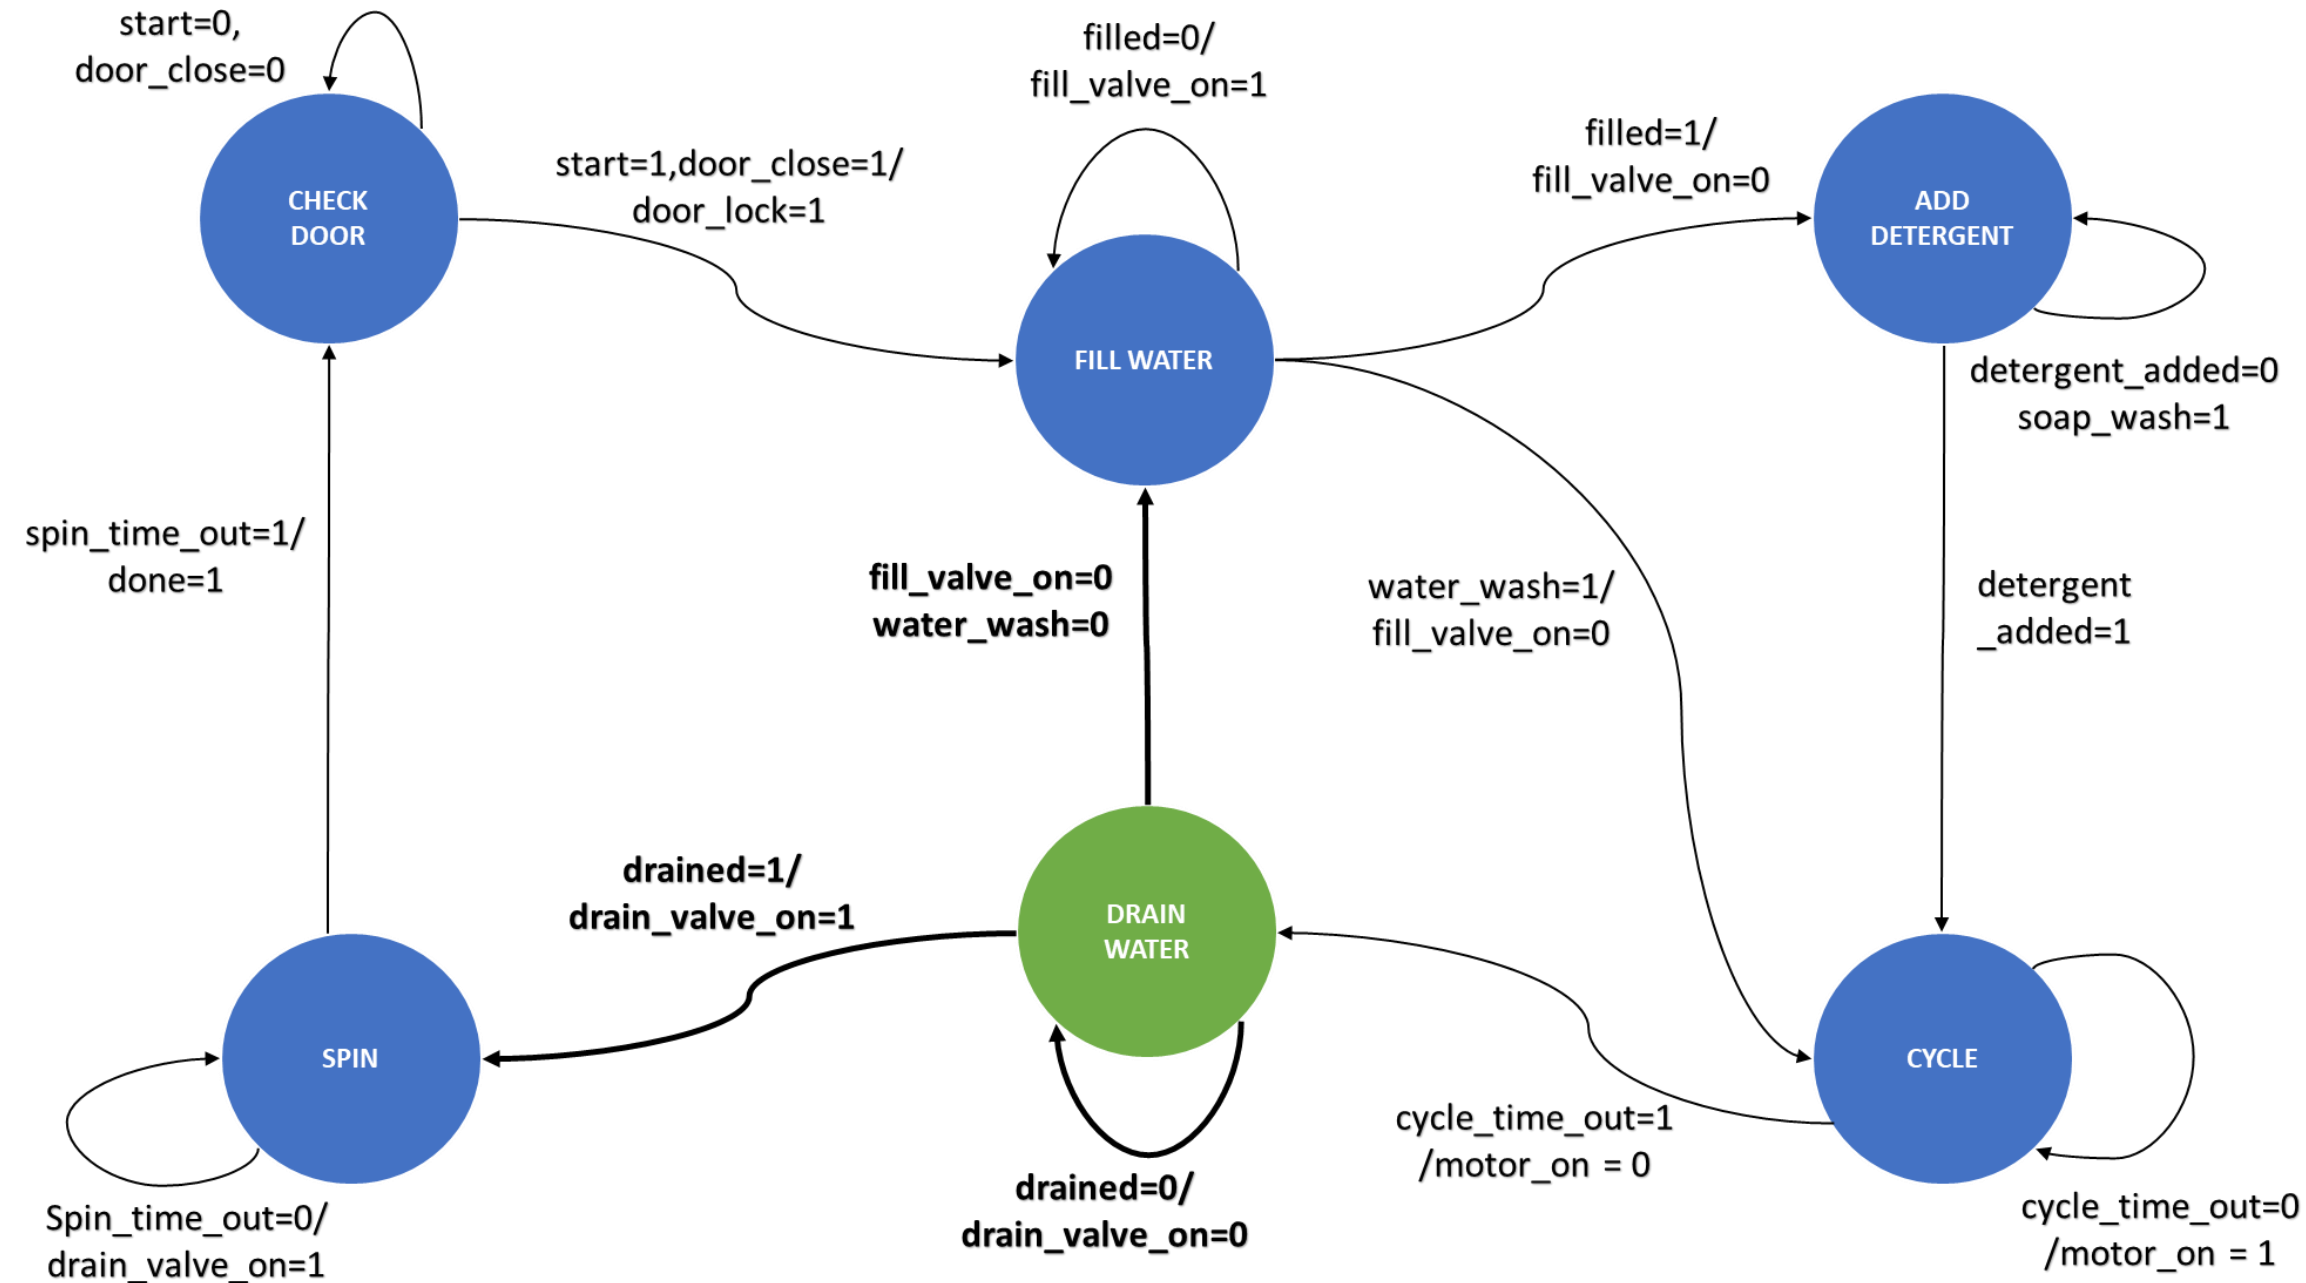 start=0,
door_close=0
filled=0/
fill_valve_on=1
filled=1/
fill_valve_on=0
start=1,door_close=1/
door_lock=1
CHECK
DOOR
ADD
DETERGENT
FILL WATER
detergent_added=0
soap_wash=1
spin_time_out=1/
done=1
fill_valve_on=0
water_wash=0
water_wash=1/
fill_valve_on=0
detergent
_added=1
drained=1/
drain_valve_on=1
DRAIN
WATER
SPIN
CYCLE
cycle_time_out=1
/motor_on = 0
drained=0/
drain_valve_on=0
Spin_time_out=0/
drain_valve_on=1
cycle_time_out=0
/motor_on = 1